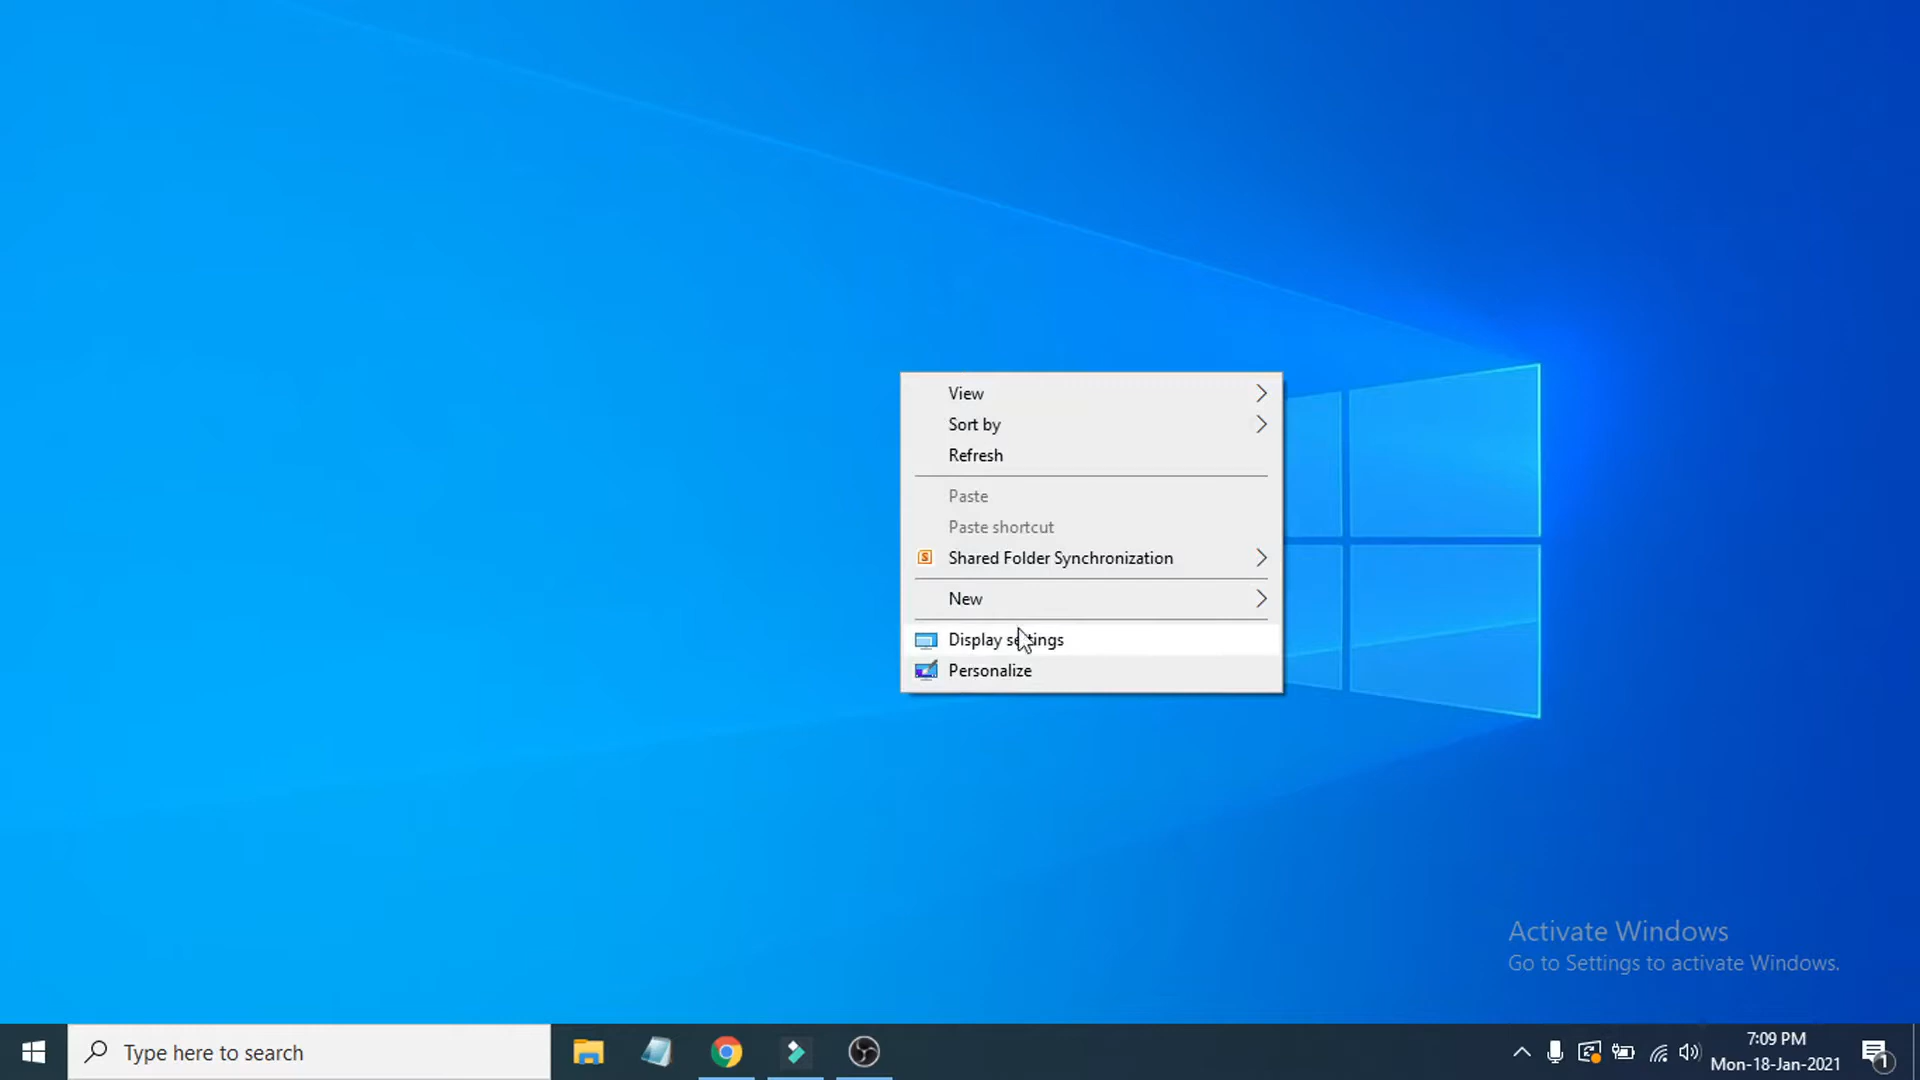 View
Sort by
Refresh
Paste
Paste shortcut
S Shared Folder Synchronization
New
Display settings
Personalize
Activate Windows
Go to Settings to activate Windows.
Type here to search
7:09 PM
Mon-18-Jan-2021
1